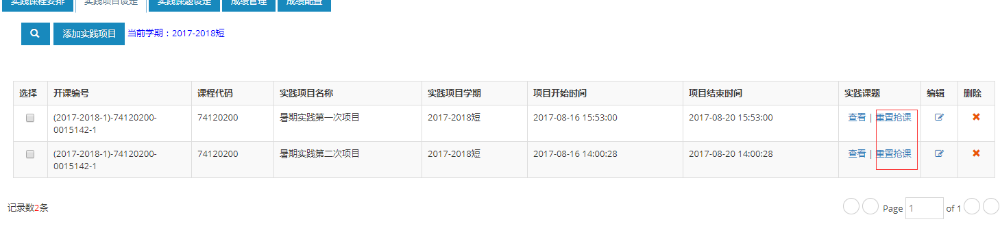 实践课程安排 实践项目设定 实践课题设定 成绩管理 成绩配置
添加实践项目 当前学期：2017-2018短
选择 开课编号 课程代码 实践项目名称 实践项目学期 项目开始时间 项目结束时间 实践课题 编辑 删除
(2017-2018-1)-74120200- 74120200 暑期实践第一次项目 2017-2018短 2017-08-16 15:53:00 2017-08-20 15:53:00 查看 | 重置抢课
0015142-1
(2017-2018-1)-74120200- 74120200 暑期实践第二次项目 2017-2018短 2017-08-16 14:00:28 2017-08-20 14:00:28 查看 | 重置抢课
0015142-1
记录数2条 Page 1 of 1